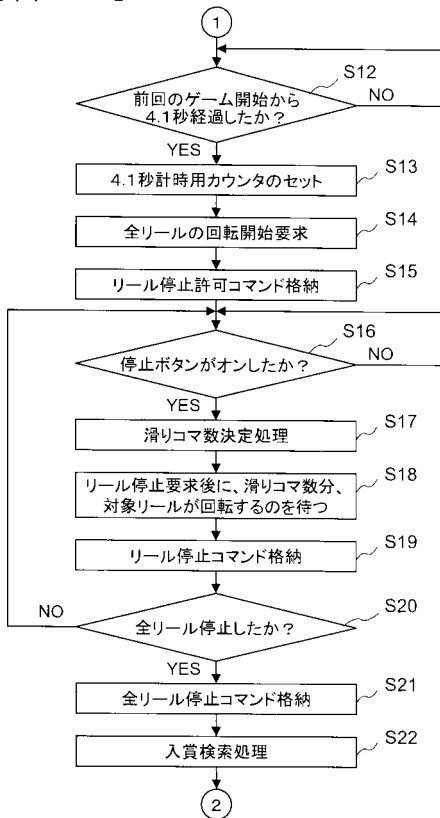 1
S12
前回のゲーム開始から
4.1秒経過したか?
NO
YES
S13
4.1秒計時用カウンタのセット
S14
全リールの回転開始要求
S15
リール停止許可コマンド格納
S16
停止ボタンがオンしたか?
NO
YES
S17
滑りコマ数決定処理
S18
リール停止要求後に、滑りコマ数分、
対象リールが回転するのを待つ
S19
リール停止コマンド格納
S20
NO
全リール停止したか?
YES
S21
全リール停止コマンド格納
S22
入賞検索処理
2